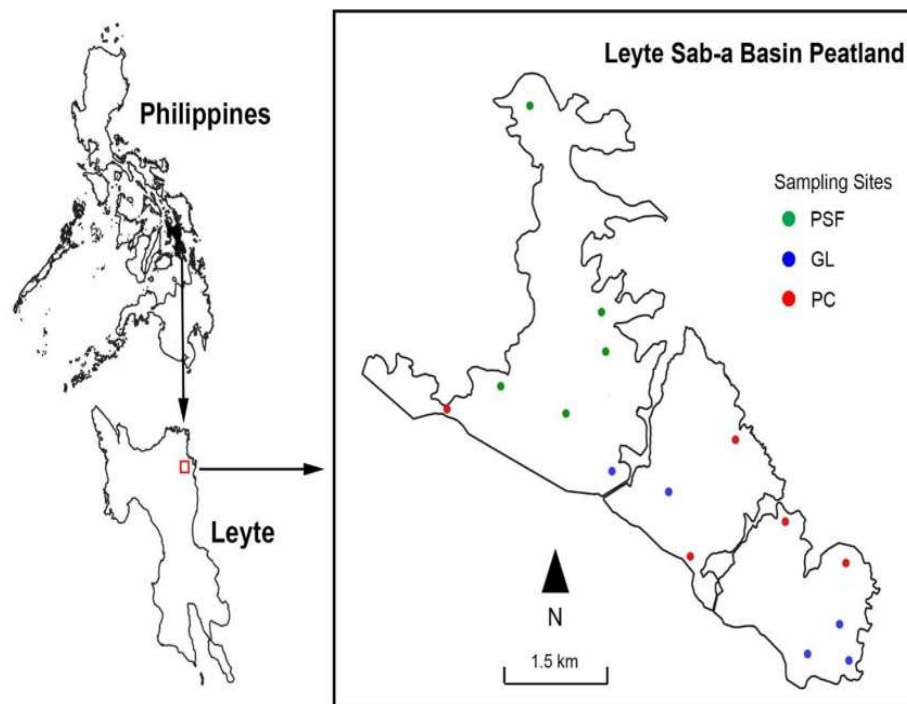 Philippines
Leyte
Leyte Sab-a Basin Peatland
Sampling Sites
PSF
GL
PC
N
1.5 km